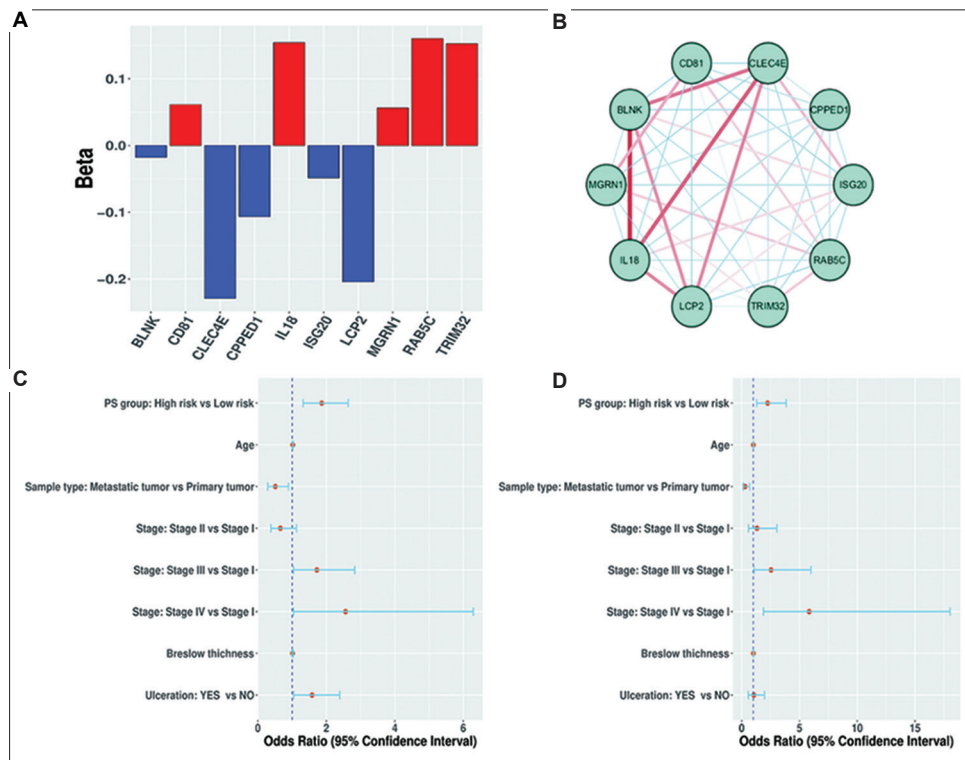 A
Beta
0.1
0.0
−0.1
−0.2
BLNK
CD81
CLEC4E
CPPED1
IL18
ISG20
LCP2
MGRN1
RAB5C
TRIM32
B
CD81
CLEC4E
BLNK
CPPED1
MGRN1
ISG20
IL18
RAB5C
LCP2
TRIM32
C
PS group: High risk vs Low risk
Age
Sample type: Metastatic tumor vs Primary tumor
Stage: Stage II vs Stage I
Stage: Stage III vs Stage I
Stage: Stage IV vs Stage I
Breslow thichness
Ulceration: YES vs NO
0 2 4 6
Odds Ratio (95% Confidence Interval)
D
PS group: High risk vs Low risk
Age
Sample type: Metastatic tumor vs Primary tumor
Stage: Stage II vs Stage I
Stage: Stage III vs Stage I
Stage: Stage IV vs Stage I
Breslow thichness
Ulceration: YES vs NO
0 5 10 15
Odds Ratio (95% Confidence Interval)